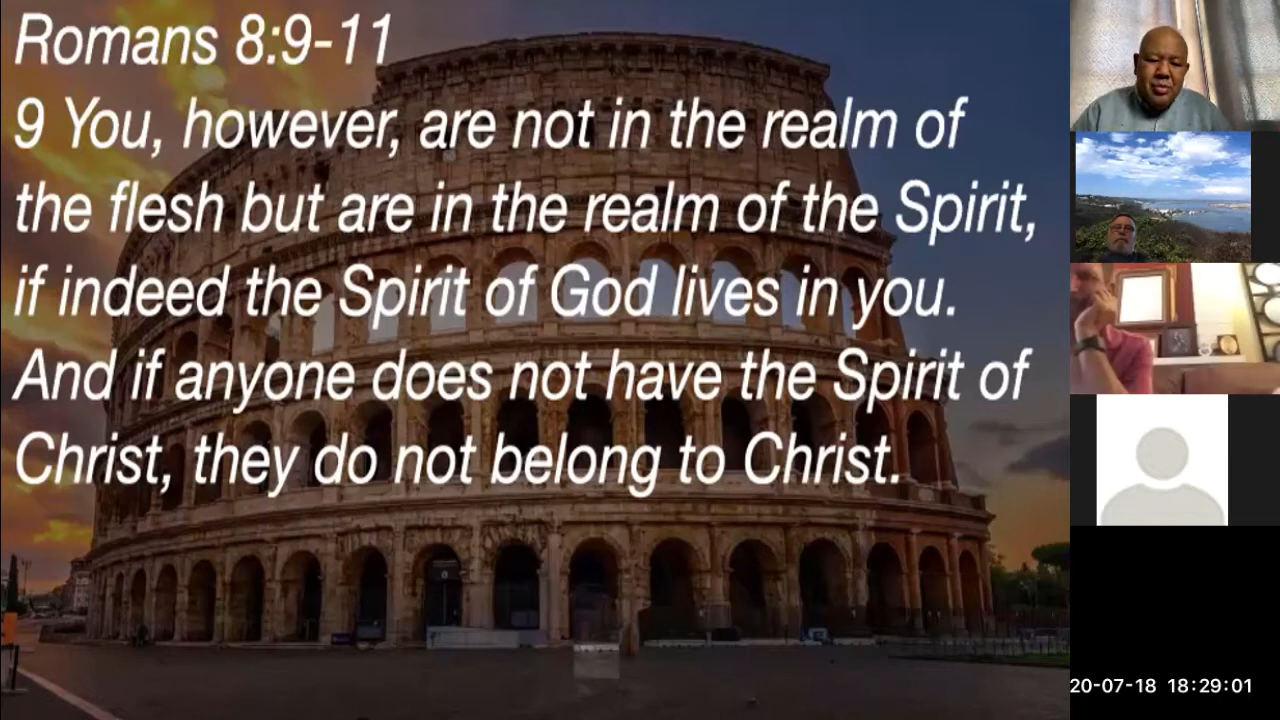 Romans 8:9-11
9 You, however, are not in the realm of
the flesh but are in the realm of the Spirit,
if indeed the Spirit of God lives in you.
And if anyone does not have the Spirit of
Christ, they do not belong to Christ.
20-07-18 18:29:01